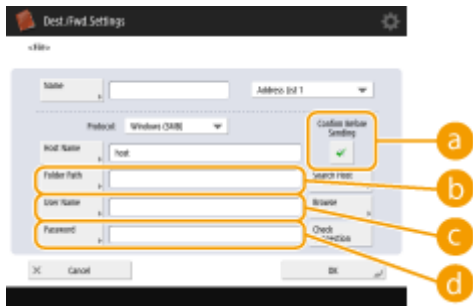 Dest./Fwd.Settings
<File>
Name
Address List 1
Protocol
Windows (SMB)
Confirm Before
Sending
Host Name
host
a
Folder Path
Search Host
b
User Name
Browse
c
Password
Check
d
Cancel
OK